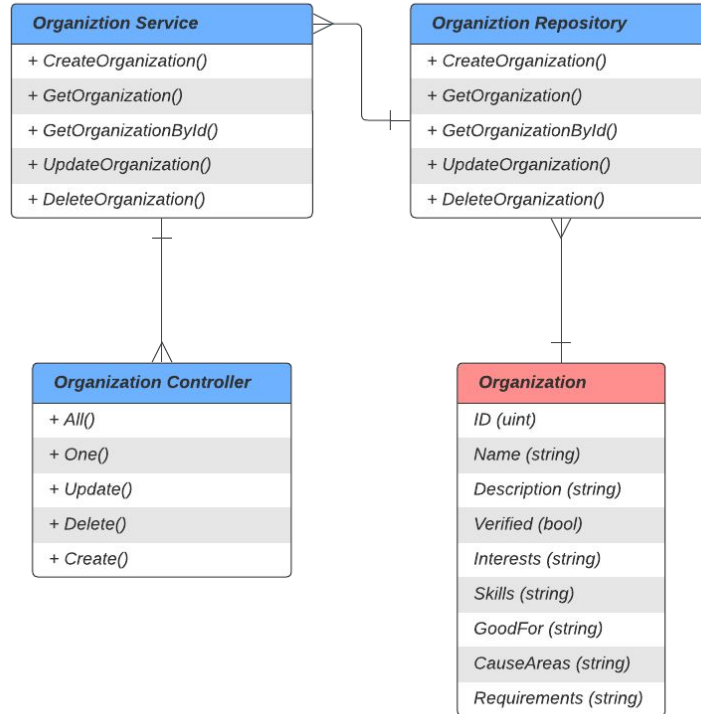 Organiztion Service
+ CreateOrganization()
+ GetOrganization()
+ GetOrganizationById()
+ UpdateOrganization()
+ DeleteOrganization()
Organiztion Repository
+ CreateOrganization()
+ GetOrganization()
+ GetOrganizationById()
+ UpdateOrganization()
+ DeleteOrganization()
Organization Controller
+ All()
+ One()
+ Update()
+ Delete()
+ Create()
Organization
ID (uint)
Name (string)
Description (string)
Verified (bool)
Interests (string)
Skills (string)
GoodFor (string)
CauseAreas (string)
Requirements (string)